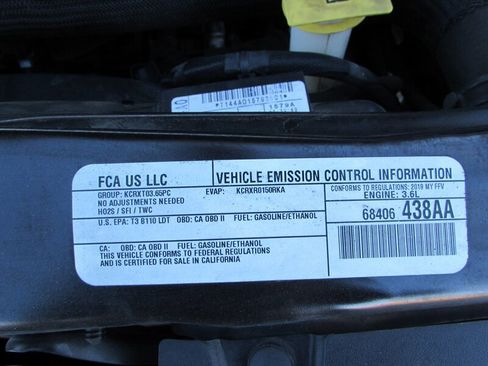 1579A
FCA US LLC
VEHICLE EMISSION CONTROL INFORMATION
GROUP: KCRXT03.65PC
EVAP: KCRXR0150RKA
CONFORMS TO REGULATIONS: 2019 MY FFV
NO ADJUSTMENTS NEEDED
ENGINE: 3.6L
HO2S / SFI / TWC
68406 438AA
U.S. EPA: T3 B110 LDT OBD: CA OBD II FUEL: GASOLINE/ETHANOL
CA: OBD: CA OBD II FUEL: GASOLINE/ETHANOL
THIS VEHICLE CONFORMS TO FEDERAL REGULATIONS
AND IS CERTIFIED FOR SALE IN CALIFORNIA